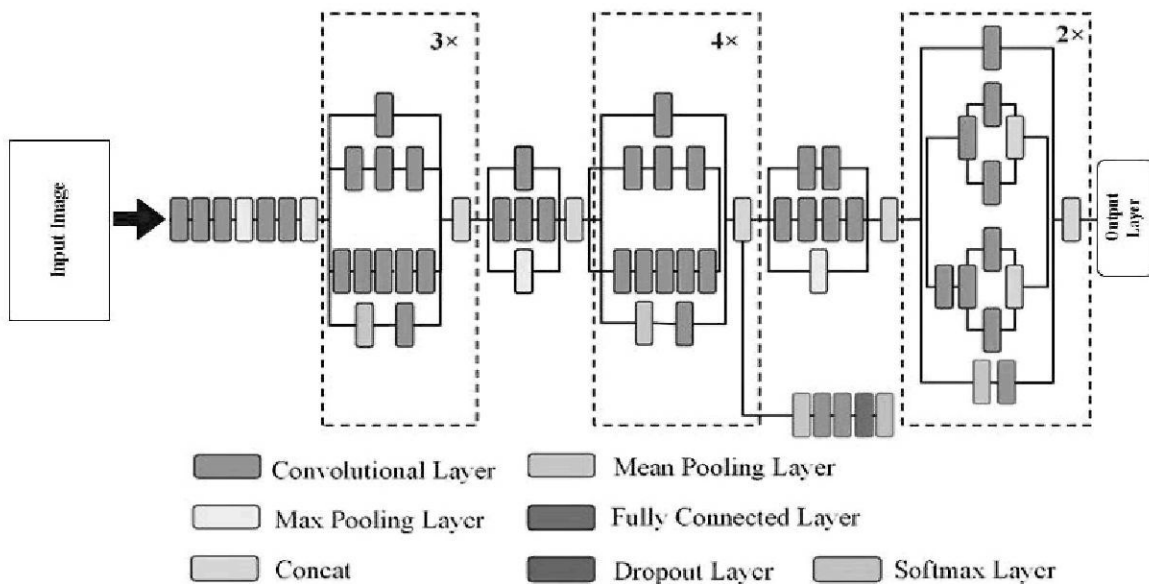 3×
4×
2×
Input Image
Output
Layer
Convolutional Layer
Mean Pooling Layer
Max Pooling Layer
Fully Connected Layer
Concat
Dropout Layer
Softmax Layer